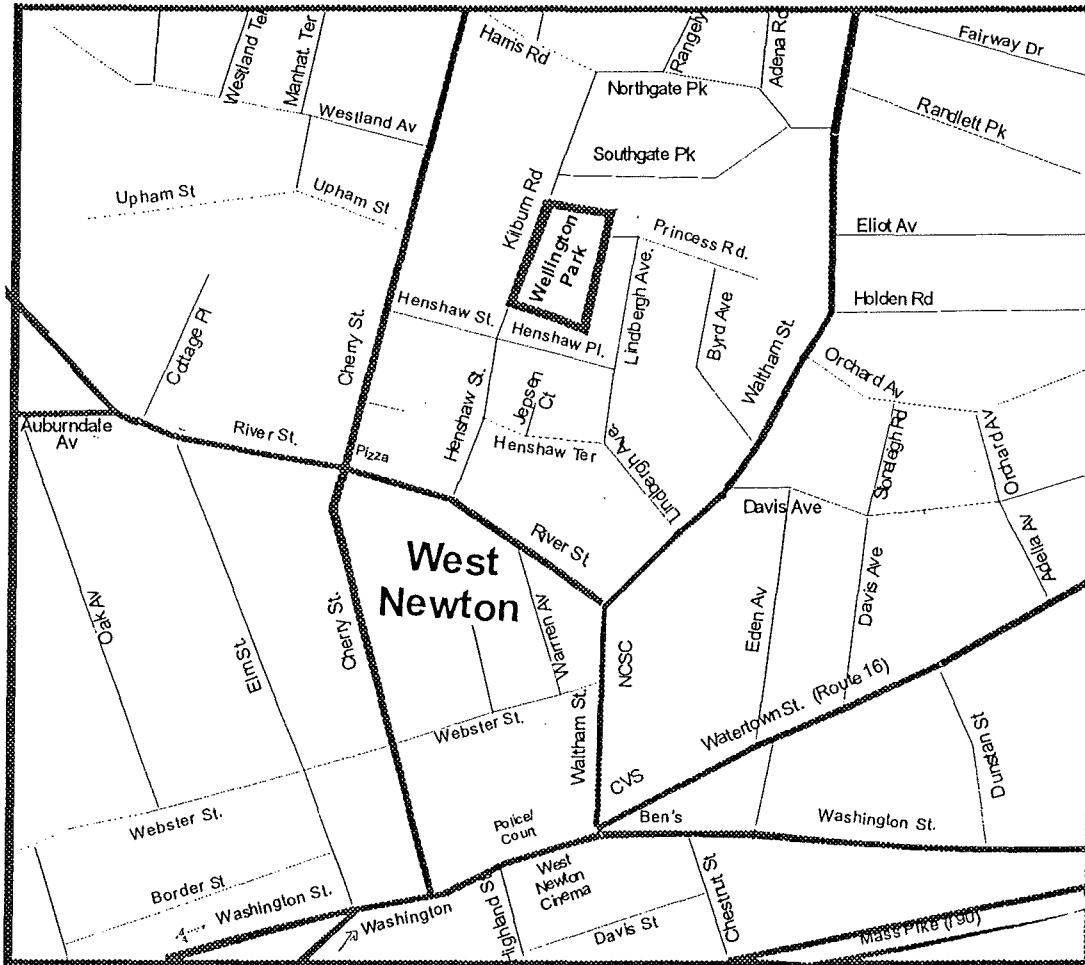 Westland Ter
Manhat. Ter
Harris Rd
Rangely
Adena Rd
Fairway Dr
Northgate Pk
Randlett Pk
Westland Av
Southgate Pk
Upham St
Upham St
Kilburn Rd
Wellington
Park
Princess Rd.
Eliot Av
Lindbergh Ave.
Byrd Ave
Holden Rd
Henshaw St.
Henshaw Pl.
Cottage Pl
Cherry St.
Waltham St.
Orchard Av
Jepsen
Ct
Henshaw St.
Auburndale
Av
River St.
Pizza
Henshaw Ter
Lindbergh Ave.
Lindbergh Ave.
Orchard Av
Davis Ave
River St
West
Newton
Adella Av
Oak Av
Elm St.
Cherry St.
Warren Av
NCSC
Eden Av
Davis Ave
Watertown St. (Route 16)
Webster St.
Waltham St.
Dunstan St
CVS
Webster St.
Police/
Court
Ben's
Washington St.
Border St
Washington St.
Washington
Highland St
West
Newton
Cinema
Chestnut St.
Davis St
Mass Pike (I90)